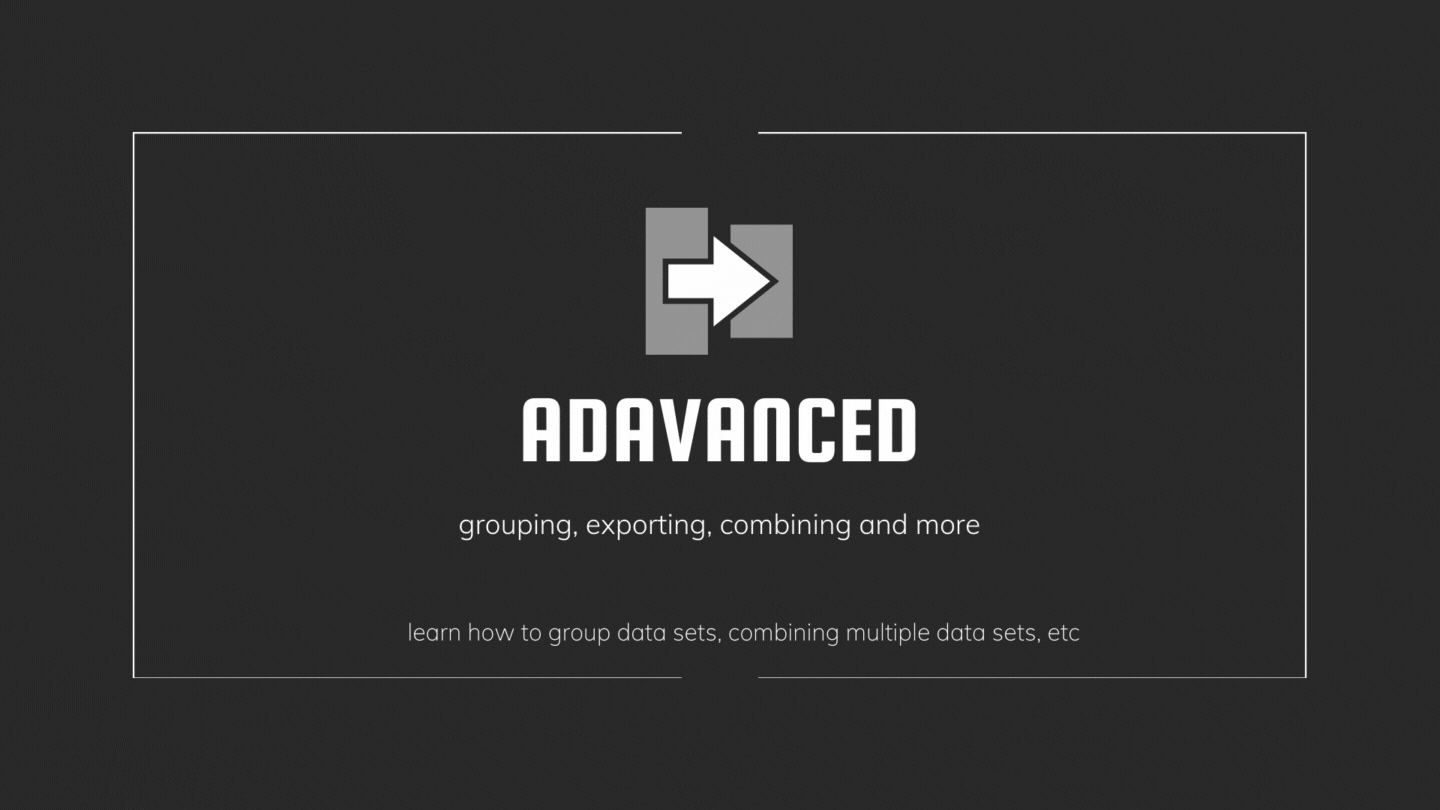 ADAVANCED
grouping, exporting, combining and more
learn how to group data sets, combining multiple data sets, etc